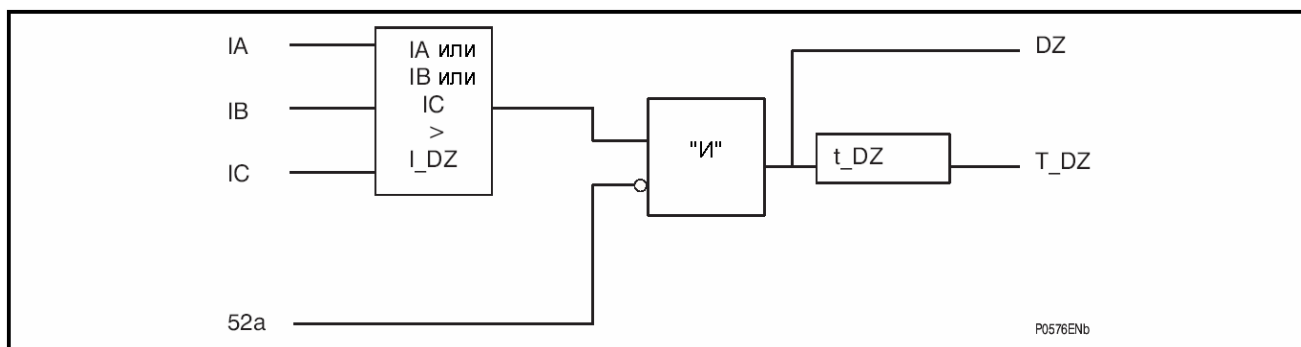 IA
IB
IC
52a
IA или
IB или
IC
>
I_DZ
"И"
t_DZ
DZ
T_DZ
P0576ENb